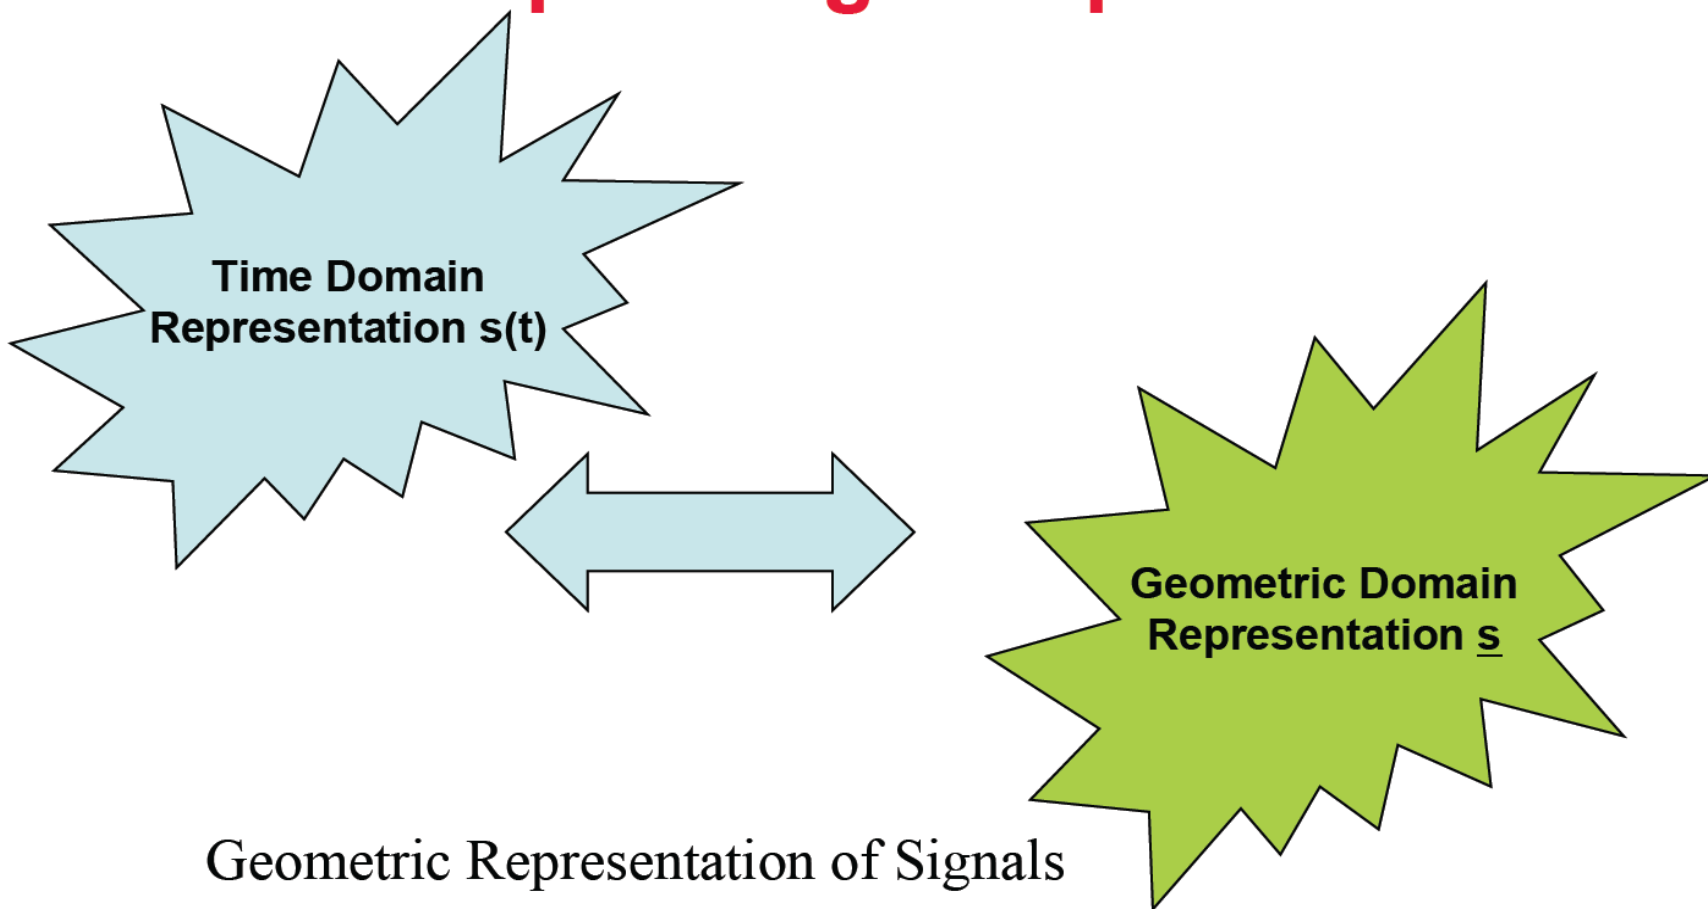 Time Domain
Representation s(t)
Geometric Domain
Representation s
Geometric Representation of Signals